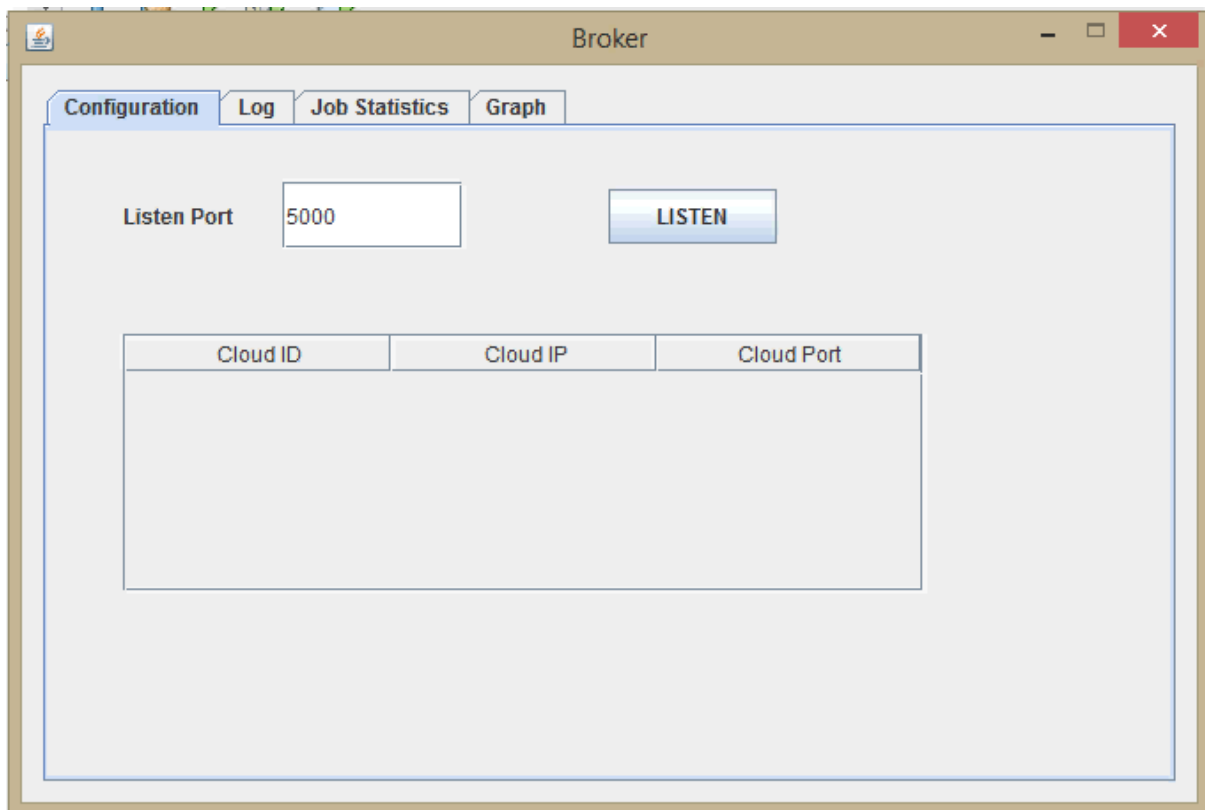 Broker
Configuration Log Job Statistics Graph
Listen Port 5000 LISTEN
Cloud ID Cloud IP Cloud Port